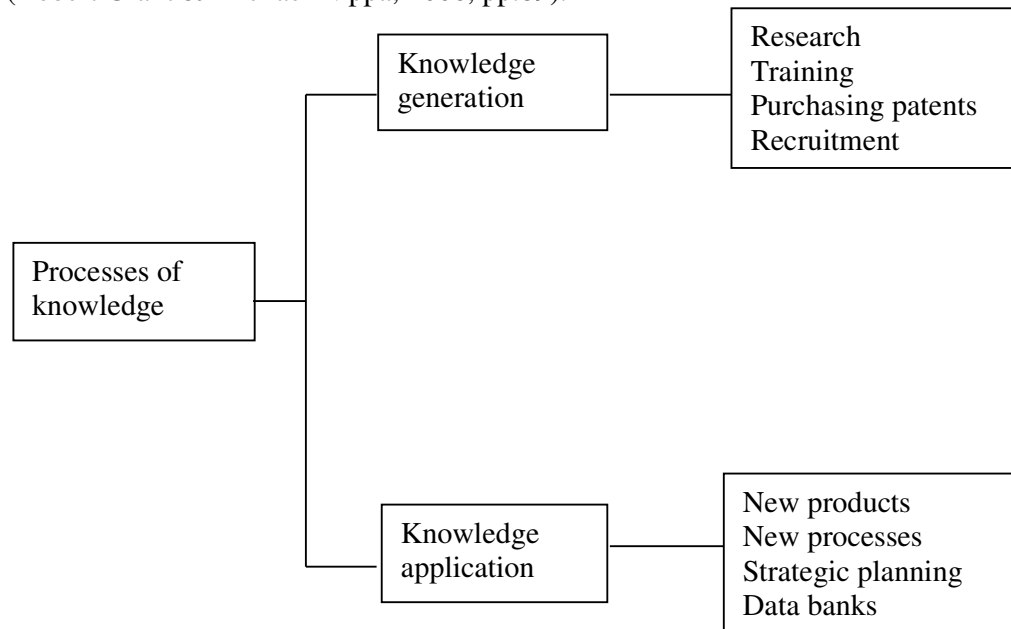 Knowledge
generation
Research
Training
Purchasing patents
Recruitment
Processes of
knowledge
Knowledge
application
New products
New processes
Strategic planning
Data banks